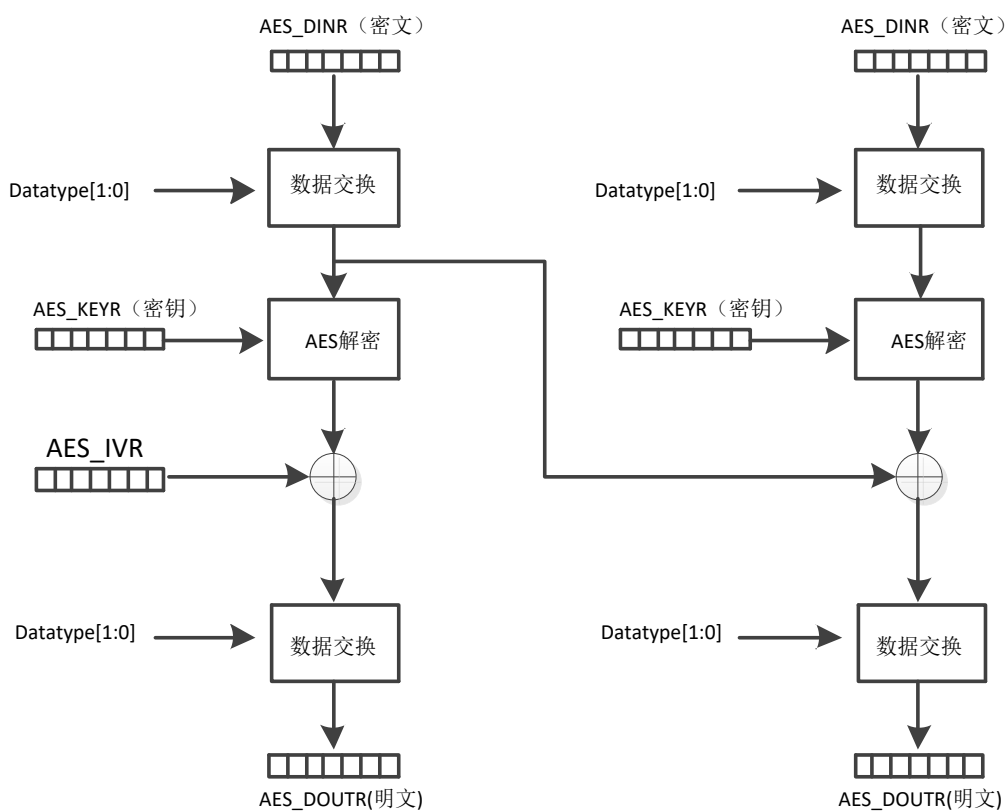 AES_DINR（密文） AES_DINR（密文）
数据交换 数据交换
Datatype[1:0] Datatype[1:0]
AES_KEYR（密钥） AES_KEYR（密钥）
AES解密 AES解密
AES_IVR
Datatype[1:0] Datatype[1:0]
数据交换 数据交换
AES_DOUTR(明文) AES_DOUTR(明文)